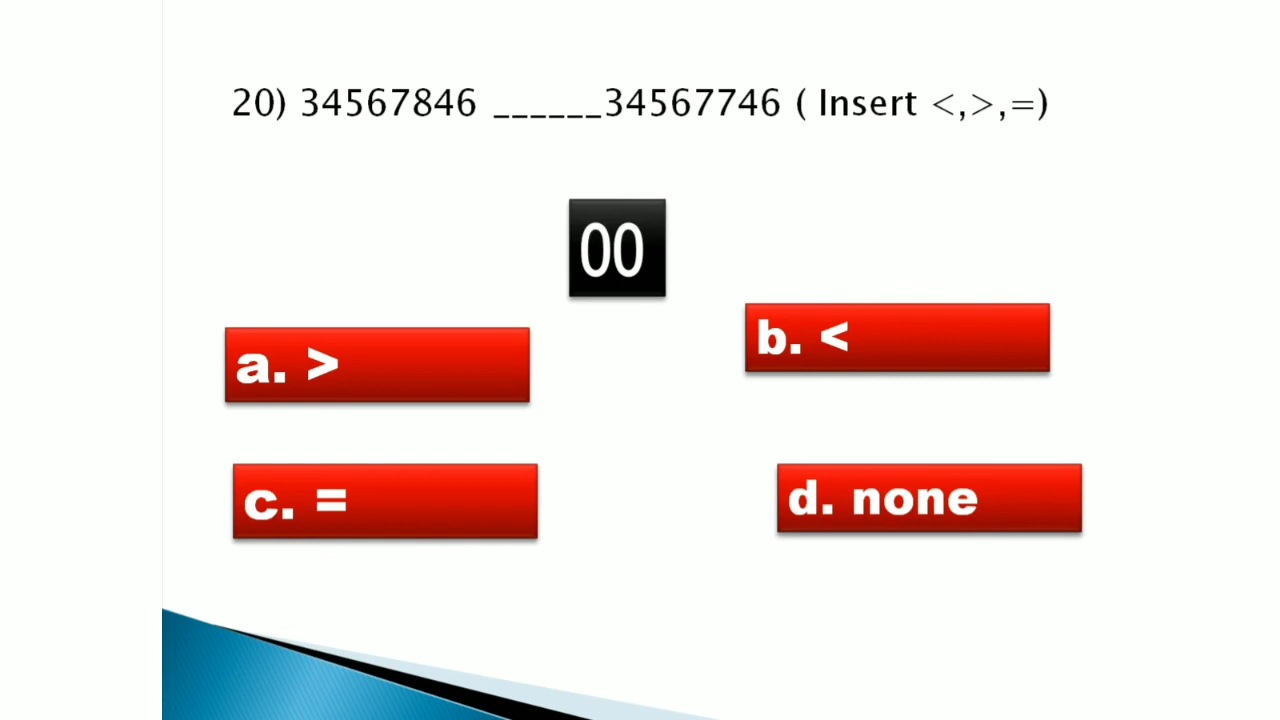 20) 34567846 ______34567746 ( Insert <,>,=)
00
a. >
b. <
c. =
d. none